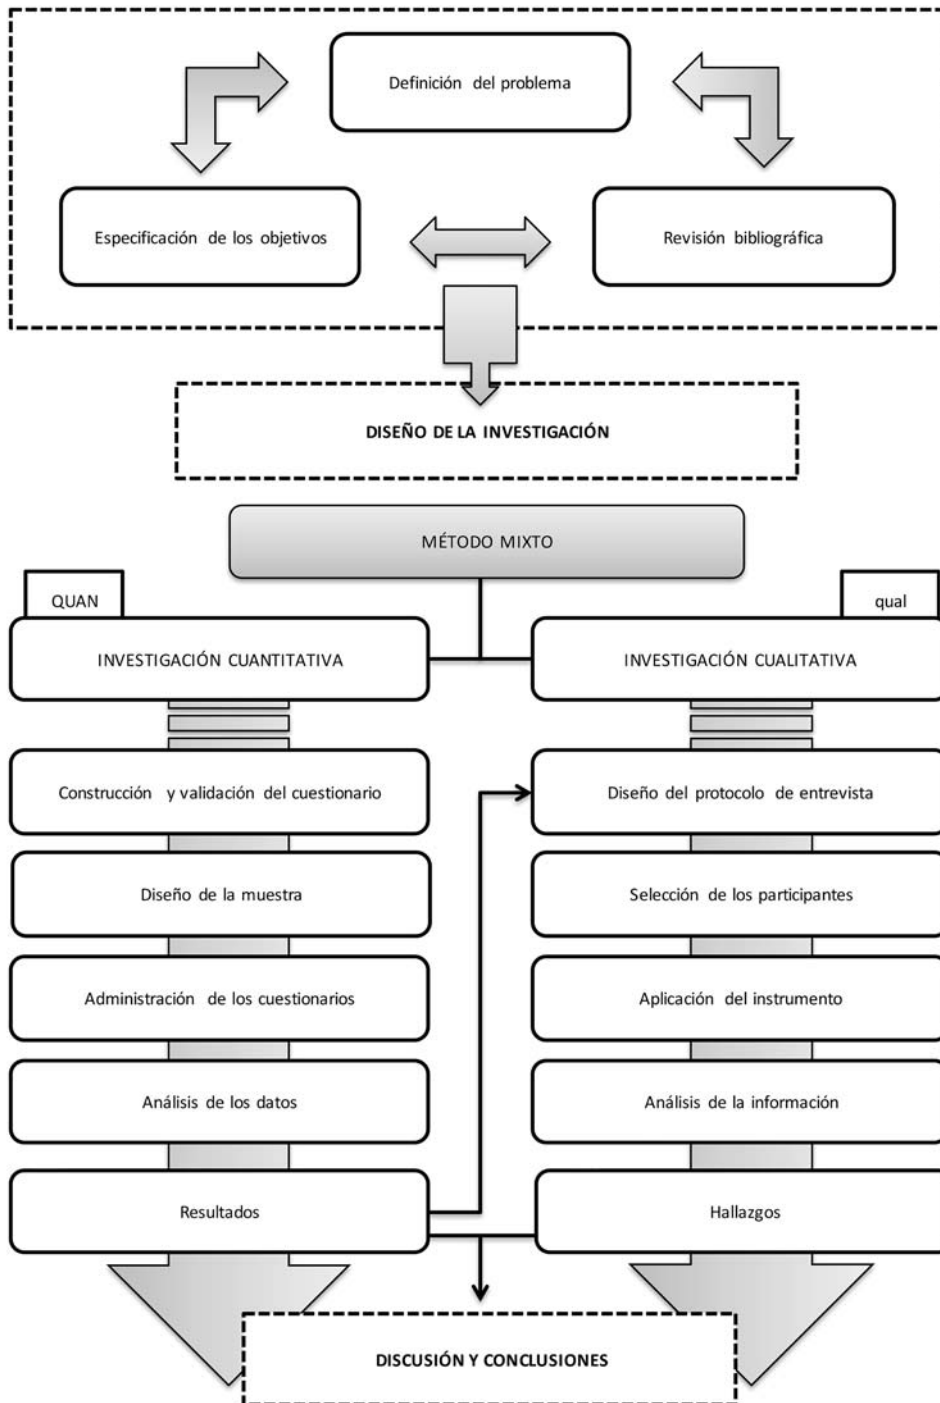 Definición del problema
Especificación de los objetivos
Revisión bibliográfica
DISEÑO DE LA INVESTIGACIÓN
MÉTODO MIXTO
QUAN
qual
INVESTIGACIÓN CUANTITATIVA
INVESTIGACIÓN CUALITATIVA
Construcción y validación del cuestionario
Diseño del protocolo de entrevista
Diseño de la muestra
Selección de los participantes
Administración de los cuestionarios
Aplicación del instrumento
Análisis de los datos
Análisis de la información
Resultados
Hallazgos
DISCUSIÓN Y CONCLUSIONES